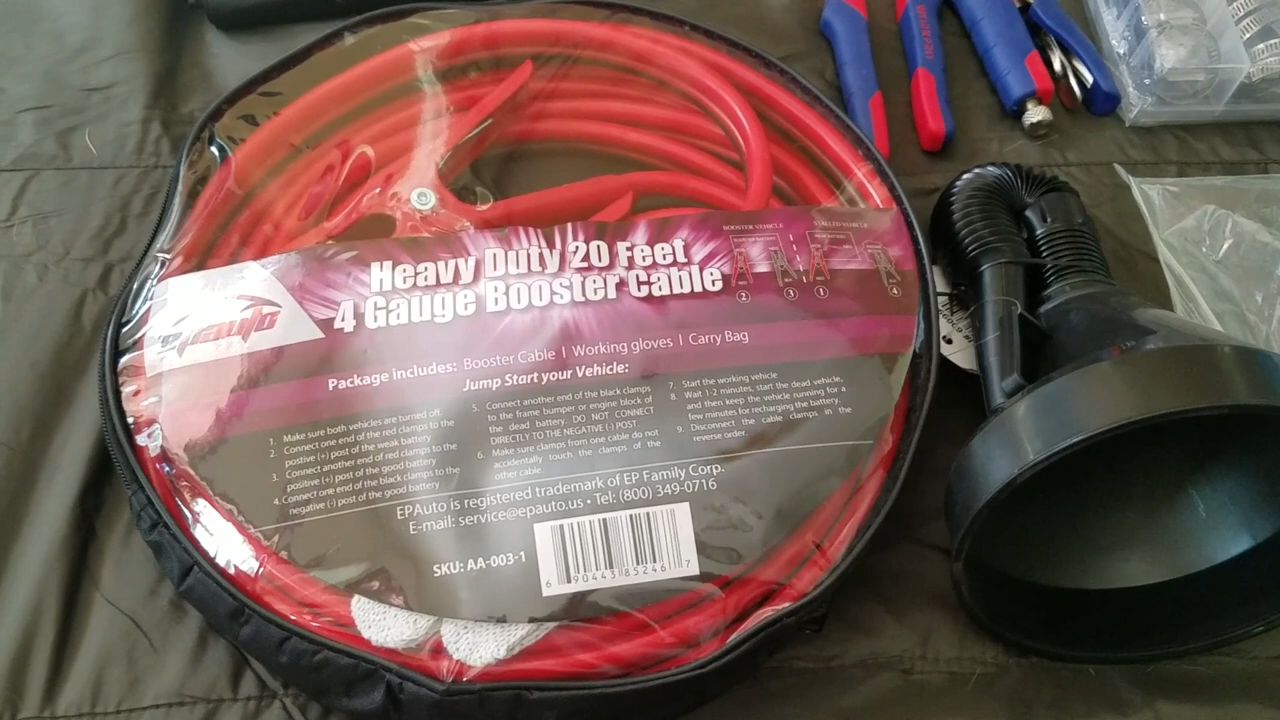 Heavy Duty 20 Feet
4 Gauge Booster Cable
BOOSTER VEHICLE
STALLED VEHICLE
2
3
1
4
epauto
Package includes: Booster Cable | Working gloves | Carry Bag
Jump Start your Vehicle:
1. Make sure both vehicles are turned off.
2. Connect one end of the red clamps to the
postive (+) post of the weak battery
3. Connect another end of red clamps to the
positive (+) post of the good battery
4. Connect one end of the black clamps to the
negative (-) post of the good battery
5. Connect another end of the black clamps
to the frame bumper or engine block of
the dead battery. DO NOT CONNECT
DIRECTLY TO THE NEGATIVE (-) POST
6. Make sure clamps from one cable do not
accidentally touch the clamps of the
other cable.
7. Start the working vehicle
8. Wait 1-2 minutes, start the dead vehicle,
and then keep the vehicle running for a
few minutes for recharging the battery.
9. Disconnect the cable clamps in the
reverse order.
EPAuto is registered trademark of EP Family Corp.
E-mail: service@epauto.us • Tel: (800) 349-0716
SKU: AA-003-1
6 90443 85246 7
WORKPRO